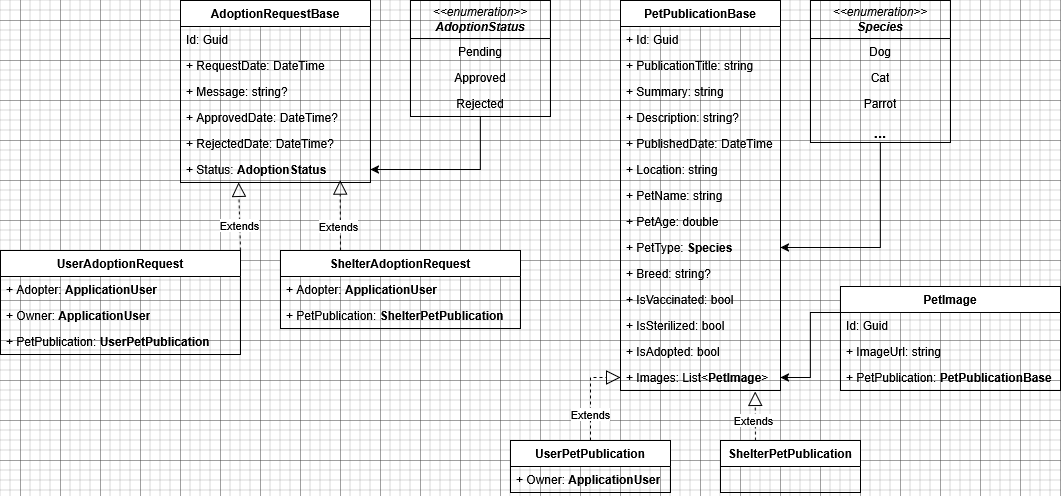 AdoptionRequestBase
Id: Guid
+ RequestDate: DateTime
+ Message: string?
+ ApprovedDate: DateTime?
+ RejectedDate: DateTime?
+ Status: AdoptionStatus
<<enumeration>>
AdoptionStatus
Pending
Approved
Rejected
PetPublicationBase
+ Id: Guid
+ PublicationTitle: string
+ Summary: string
+ Description: string?
+ PublishedDate: DateTime
+ Location: string
+ PetName: string
+ PetAge: double
+ PetType: Species
+ Breed: string?
+ IsVaccinated: bool
+ IsSterilized: bool
+ IsAdopted: bool
+ Images: List<PetImage>
<<enumeration>>
Species
Dog
Cat
Parrot
...
Extends
Extends
UserAdoptionRequest
+ Adopter: ApplicationUser
+ Owner: ApplicationUser
+ PetPublication: UserPetPublication
ShelterAdoptionRequest
+ Adopter: ApplicationUser
+ PetPublication: ShelterPetPublication
PetImage
Id: Guid
+ ImageUrl: string
+ PetPublication: PetPublicationBase
Extends
Extends
UserPetPublication
+ Owner: ApplicationUser
ShelterPetPublication